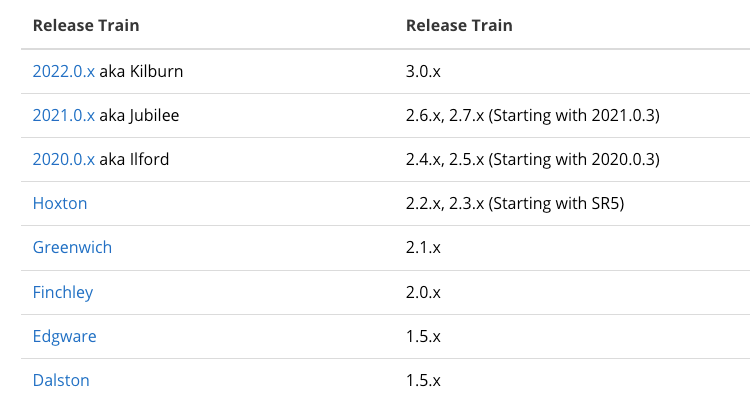 Release Train Release Train
2022.0.x aka Kilburn 3.0.x
2021.0.x aka Jubilee 2.6.x, 2.7.x (Starting with 2021.0.3)
2020.0.x aka Ilford 2.4.x, 2.5.x (Starting with 2020.0.3)
Hoxton 2.2.x, 2.3.x (Starting with SR5)
Greenwich 2.1.x
Finchley 2.0.x
Edgware 1.5.x
Dalston 1.5.x